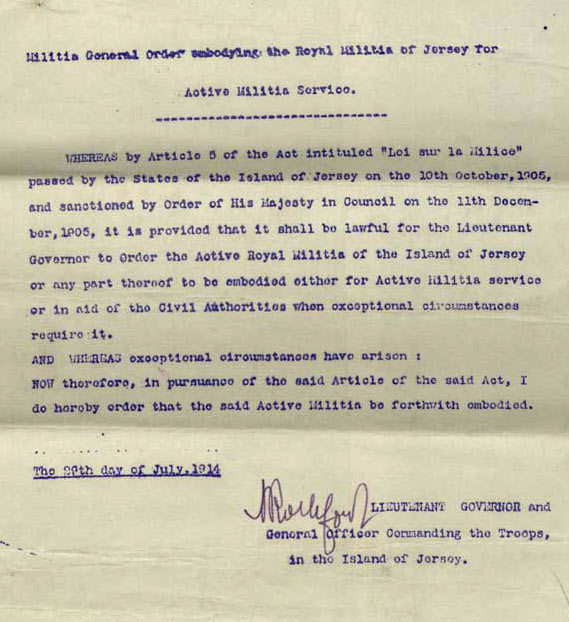 Militia General Order embodying the Royal Militia of Jersey for
Active Militia Service.
WHEREAS by Article 5 of the Act intituled "Loi sur la Milice"
passed by the States of the Island of Jersey on the 10th October,1905,
and sanctioned by Order of His Majesty in Council on the 11th Decem-
ber,1905, it is provided that it shall be lawful for the Lieutenant
Governor to Order the Active Royal Militia of the Island of Jersey
or any part thereof to be embodied either for Active Militia service
or in aid of the Civil Authorities when exceptional circumstances
require it.
AND WHEREAS exceptional circumstances have arisen :
NOW therefore, in pursuance of the said Article of the said Act, I
do hereby order that the said Active Militia be forthwith embodied.
The 29th day of July,1914
LIEUTENANT GOVERNOR and
General Officer Commanding the Troops,
in the Island of Jersey.